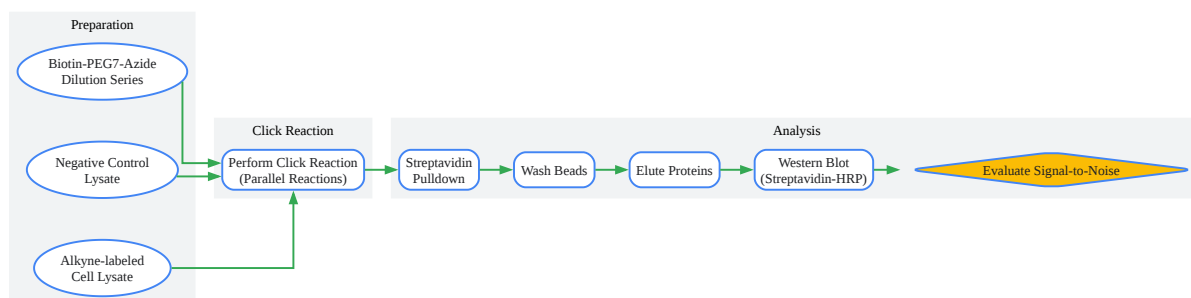 Preparation
Biotin-PEG7-Azide
Dilution Series
Negative Control
Lysate
Alkyne-labeled
Cell Lysate
Click Reaction
Perform Click Reaction
(Parallel Reactions)
Analysis
Streptavidin
Pulldown
Wash Beads
Elute Proteins
Western Blot
(Streptavidin-HRP)
Evaluate Signal-to-Noise